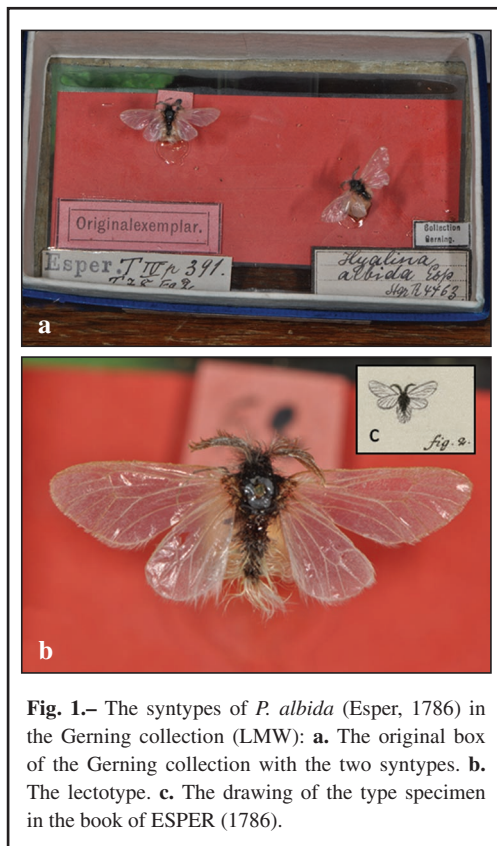 Originalexemplar.
Esper. T III p 391.
Collection
Gerning.
Hyalina
albida Esp.
a
c
fig. 2.
b
Fig. 1.– The syntypes of P. albida (Esper, 1786) in
the Gerning collection (LMW): a. The original box
of the Gerning collection with the two syntypes. b.
The lectotype. c. The drawing of the type specimen
in the book of ESPER (1786).